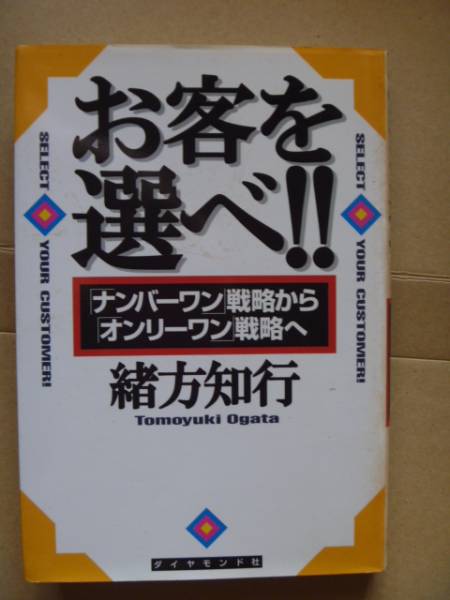 お客を
選べ!!
SELECT YOUR CUSTOMER!
SELECT YOUR CUSTOMER!
「ナンバーワン」戦略から
「オンリーワン」戦略へ
緒方知行
Tomoyuki Ogata
ダイヤモンド社